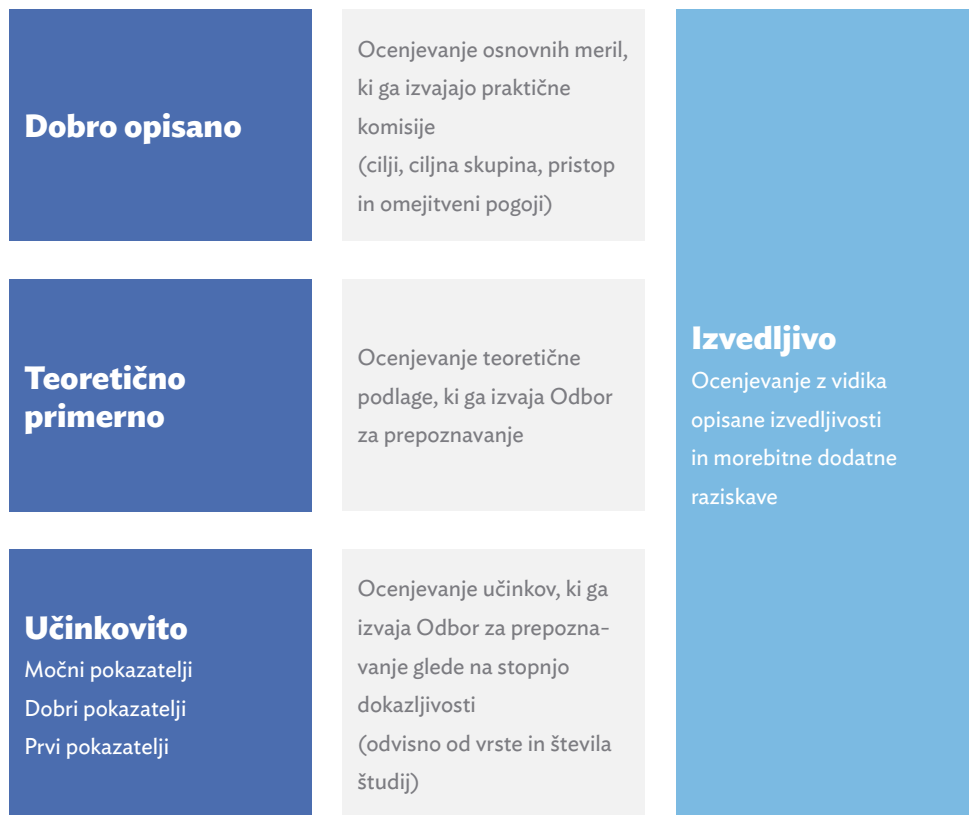 Dobro opisano
Ocenjevanje osnovnih meril,
ki ga izvajajo praktične
komisije
(cilji, ciljna skupina, pristop
in omejitveni pogoji)
Teoretično
primerno
Ocenjevanje teoretične
podlage, ki ga izvaja Odbor
za prepoznavanje
Učinkovito
Močni pokazatelji
Dobri pokazatelji
Prvi pokazatelji
Ocenjevanje učinkov, ki ga
izvaja Odbor za prepozna-
vanje glede na stopnjo
dokazljivosti
(odvisno od vrste in števila
študij)
Izvedljivo
Ocenjevanje z vidika
opisane izvedljivosti
in morebitne dodatne
raziskave